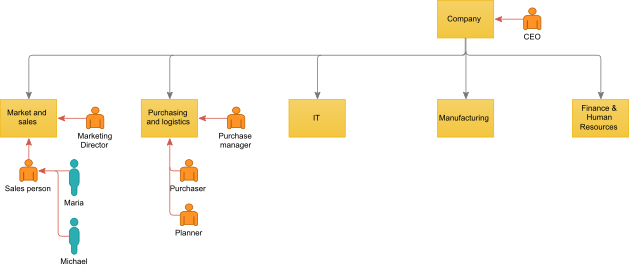 Company
CEO
Market and
sales
Marketing
Director
Purchasing
and logistics
Purchase
manager
IT
Manufacturing
Finance &
Human
Resources
Sales person
Maria
Michael
Purchaser
Planner